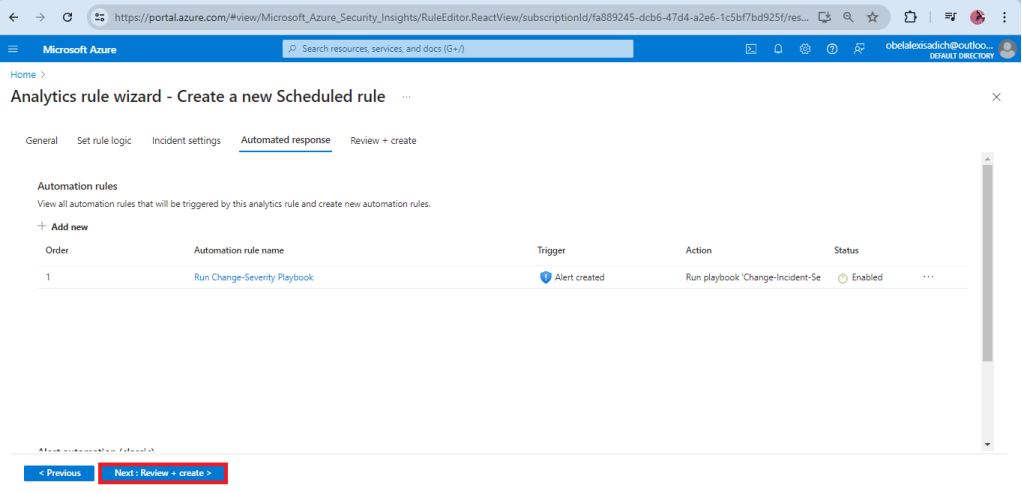 https://portal.azure.com/#view/Microsoft_Azure_Security_Insights/RuleEditor.ReactView/subscriptionId/fa889245-dcb6-47d4-a2e6-1c5bf7bd925f/res...
Microsoft Azure
Search resources, services, and docs (G+/)
obelalexisadich@outloo...
DEFAULT DIRECTORY
Home >
Analytics rule wizard - Create a new Scheduled rule ...
General Set rule logic Incident settings Automated response Review + create
Automation rules
View all automation rules that will be triggered by this analytics rule and create new automation rules.
+ Add new
Order Automation rule name Trigger Action Status
1 Run Change-Severity Playbook Alert created Run playbook 'Change-Incident-Se Enabled ...
Alert automation (classic)
< Previous Next : Review + create >